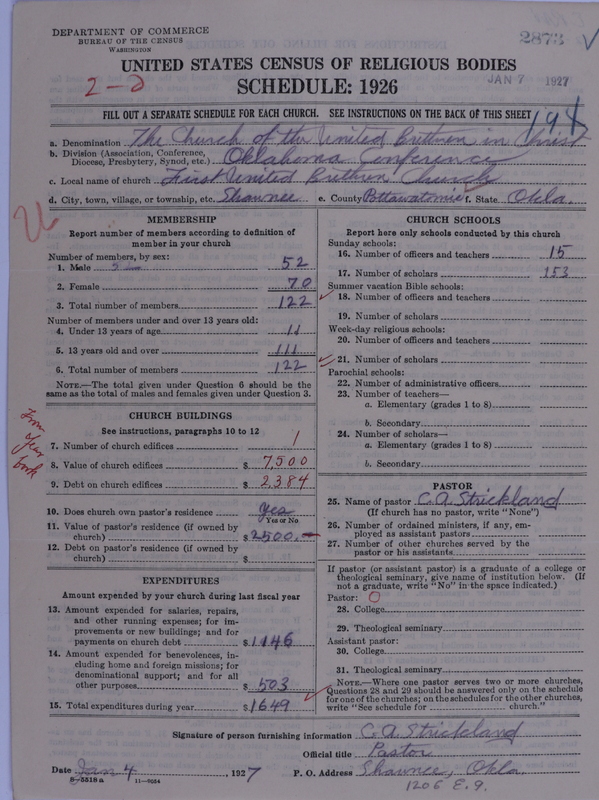 DEPARTMENT OF COMMERCE
BUREAU OF THE CENSUS
WASHINGTON
2873
UNITED STATES CENSUS OF RELIGIOUS BODIES
2-2
SCHEDULE: 1926
JAN 7 1927
FILL OUT A SEPARATE SCHEDULE FOR EACH CHURCH. SEE INSTRUCTIONS ON THE BACK OF THIS SHEET
194
a. Denomination The Church of the United Brethren in Christ
b. Division (Association, Conference, Diocese, Presbytery, Synod, etc.) Oklahoma Conference
c. Local name of church First United Brethren Church
d. City, town, village, or township, etc. Shawnee e. County Pottawatomie f. State Okla.
MEMBERSHIP
Report number of members according to definition of
member in your church
Number of members, by sex:
1. Male 52
2. Female 70
3. Total number of members 122
Number of members under and over 13 years old:
4. Under 13 years of age 11
5. 13 years old and over 111
6. Total number of members 122
NOTE.—The total given under Question 6 should be the
same as the total of males and females given under Question 3.
CHURCH BUILDINGS
See instructions, paragraphs 10 to 12
7. Number of church edifices 1
8. Value of church edifices $ 7,500
9. Debt on church edifices $ 2,384
10. Does church own pastor's residence yes
Yes or No
11. Value of pastor's residence (if owned by
church) $ 2500.
12. Debt on pastor's residence (if owned by
church) $
EXPENDITURES
Amount expended by your church during last fiscal year
13. Amount expended for salaries, repairs,
and other running expenses; for im-
provements or new buildings; and for
payments on church debt $ 1146
14. Amount expended for benevolences, in-
cluding home and foreign missions; for
denominational support; and for all
other purposes $ 503
15. Total expenditures during year $ 1649
CHURCH SCHOOLS
Report here only schools conducted by this church
Sunday schools:
16. Number of officers and teachers 15
17. Number of scholars 153
Summer vacation Bible schools:
18. Number of officers and teachers
19. Number of scholars
Week-day religious schools:
20. Number of officers and teachers
21. Number of scholars
Parochial schools:
22. Number of administrative officers
23. Number of teachers—
a. Elementary (grades 1 to 8)
b. Secondary
24. Number of scholars—
a. Elementary (grades 1 to 8)
b. Secondary
PASTOR
25. Name of pastor C. A. Strickland
(If church has no pastor, write "None")
26. Number of ordained ministers, if any, em-
ployed as assistant pastors
27. Number of other churches served by the
pastor or his assistants
If pastor (or assistant pastor) is a graduate of a college or
theological seminary, give name of institution below. (If
not a graduate, write "No" in the space indicated.)
Pastor: O
28. College
29. Theological seminary
Assistant pastor:
30. College
31. Theological seminary
NOTE.—Where one pastor serves two or more churches,
Questions 28 and 29 should be answered only on the schedule
for one of the churches; on the schedules for the other churches,
write "See schedule for church."
Signature of person furnishing information C. A. Strickland
Official title Pastor
Date Jan 4, 1927 P. O. Address Shawnee, Okla.
8-5518a 11-9054
1206 E. 9.